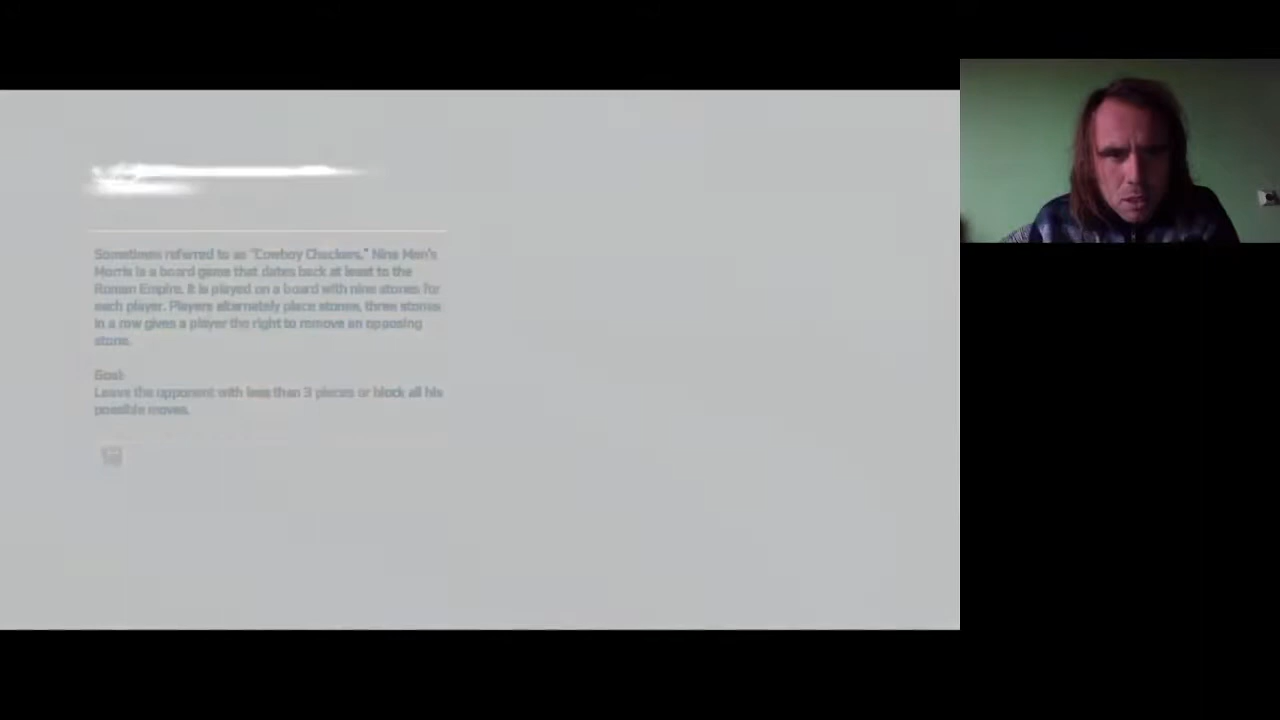 Sometimes referred to as "Cowboy Checkers," Nine Men's
Morris is a board game that dates back at least to the
Roman Empire. It is played on a board with nine stones for
each player. Players alternately place stones, three stones
in a row gives a player the right to remove an opposing
stone.
Goal:
Leave the opponent with less than 3 pieces or block all his
possible moves.